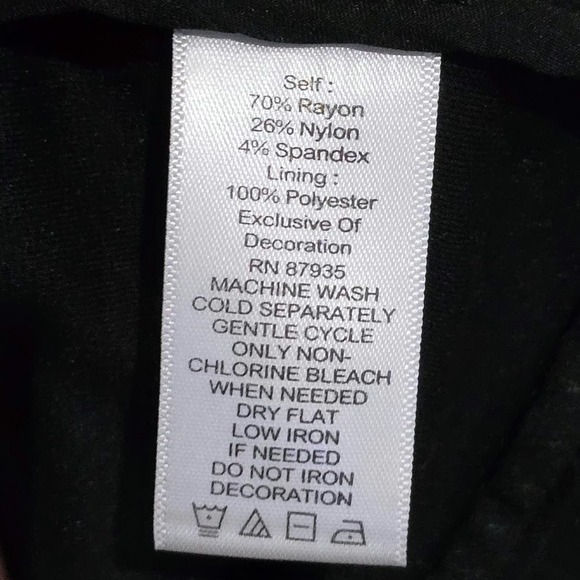 Self :
70% Rayon
26% Nylon
4% Spandex
Lining :
100% Polyester
Exclusive Of
Decoration
RN 87935
MACHINE WASH
COLD SEPARATELY
GENTLE CYCLE
ONLY NON-
CHLORINE BLEACH
WHEN NEEDED
DRY FLAT
LOW IRON
IF NEEDED
DO NOT IRON
DECORATION